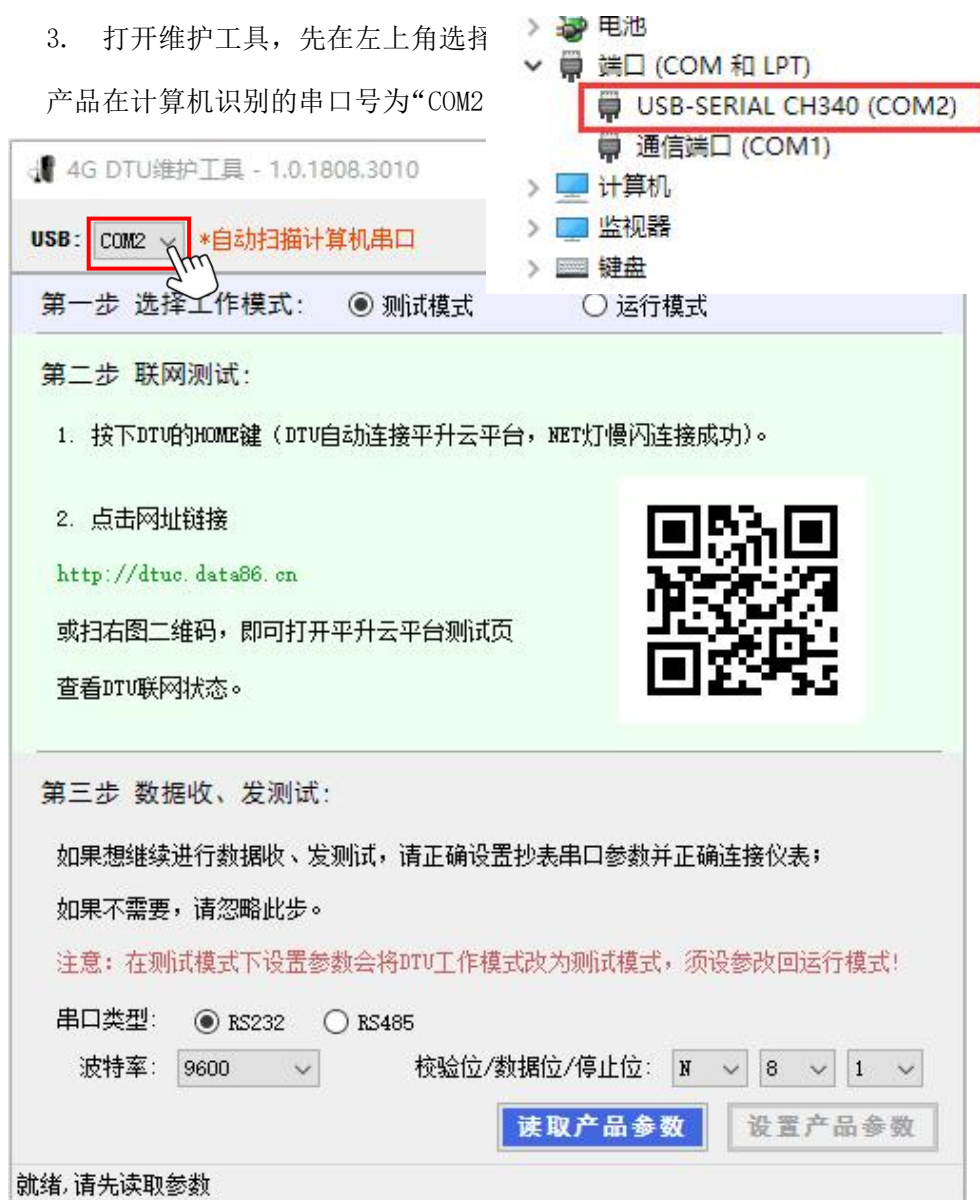 3. 打开维护工具，先在左上角选择
产品在计算机识别的串口号为“COM2
电池
端口 (COM 和 LPT)
USB-SERIAL CH340 (COM2)
通信端口 (COM1)
计算机
监视器
键盘
4G DTU维护工具 - 1.0.1808.3010
USB: COM2 *自动扫描计算机串口
第一步 选择工作模式: 测试模式 运行模式
第二步 联网测试:
1. 按下DTU的HOME键（DTU自动连接平升云平台，NET灯慢闪连接成功）。
2. 点击网址链接
http://dtuc.data86.cn
或扫右图二维码，即可打开平升云平台测试页
查看DTU联网状态。
第三步 数据收、发测试:
如果想继续进行数据收、发测试，请正确设置抄表串口参数并正确连接仪表；
如果不需要，请忽略此步。
注意：在测试模式下设置参数会将DTU工作模式改为测试模式，须设参改回运行模式！
串口类型: RS232 RS485
波特率: 9600 校验位/数据位/停止位: N 8 1
读取产品参数 设置产品参数
就绪,请先读取参数